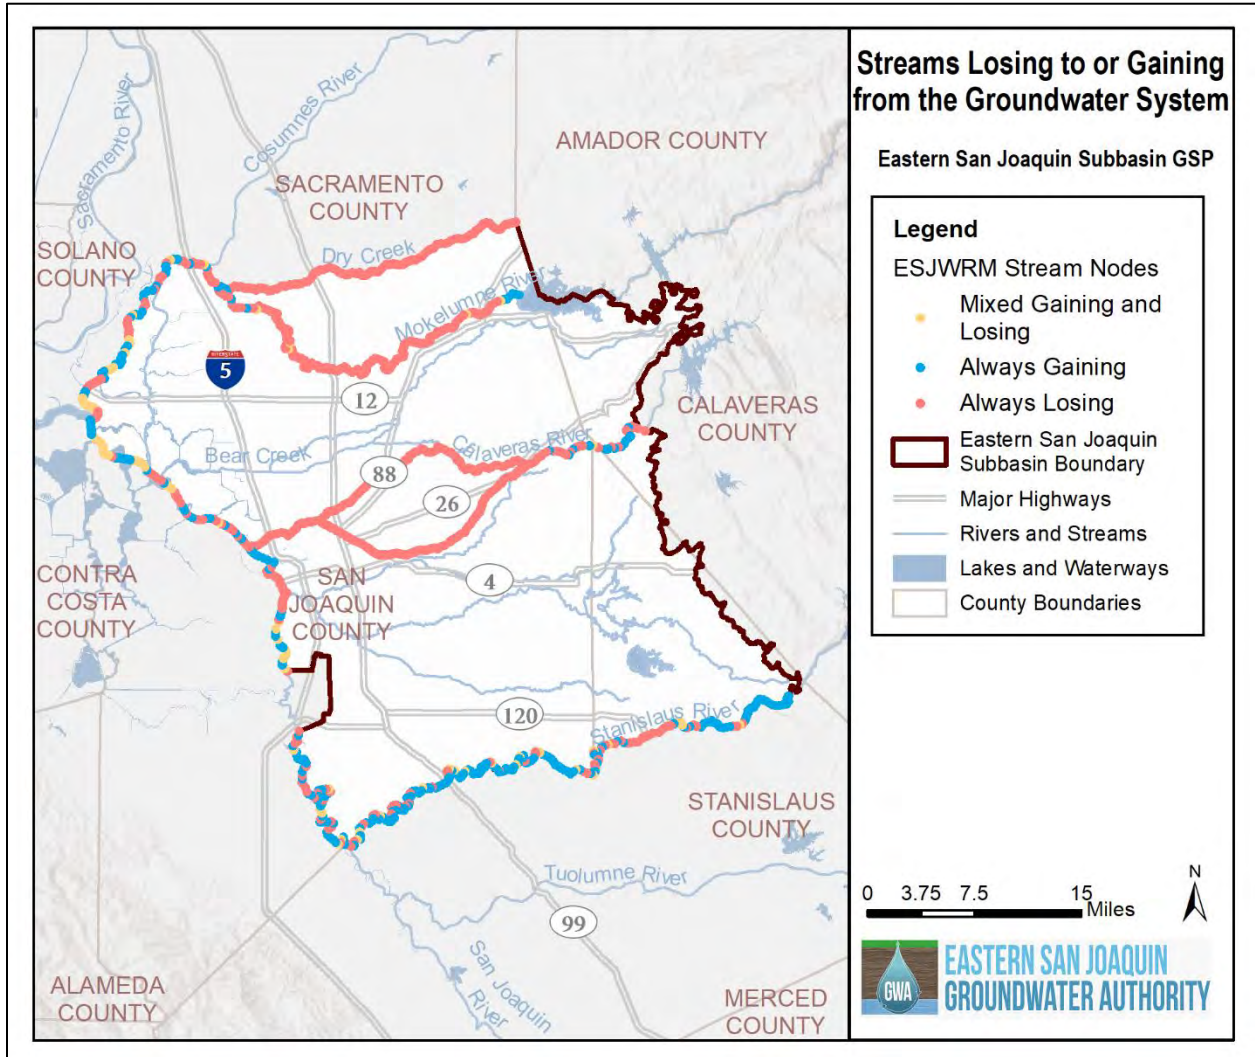 Streams Losing to or Gaining
from the Groundwater System
Eastern San Joaquin Subbasin GSP
Legend
ESJWRM Stream Nodes
Mixed Gaining and
Losing
Always Gaining
Always Losing
Eastern San Joaquin
Subbasin Boundary
Major Highways
Rivers and Streams
Lakes and Waterways
County Boundaries
0 3.75 7.5 15
Miles
N
GWA
EASTERN SAN JOAQUIN
GROUNDWATER AUTHORITY
Sacramento River
Cosumnes River
AMADOR COUNTY
SACRAMENTO
COUNTY
SOLANO
COUNTY
Dry Creek
Mokelumne River
INTERSTATE
5
12
CALAVERAS
COUNTY
Calaveras River
Bear Creek
88
26
CONTRA
COSTA
COUNTY
SAN
JOAQUIN
COUNTY
4
120
Stanislaus River
STANISLAUS
COUNTY
Tuolumne River
99
San Joaquin
River
ALAMEDA
COUNTY
MERCED
COUNTY